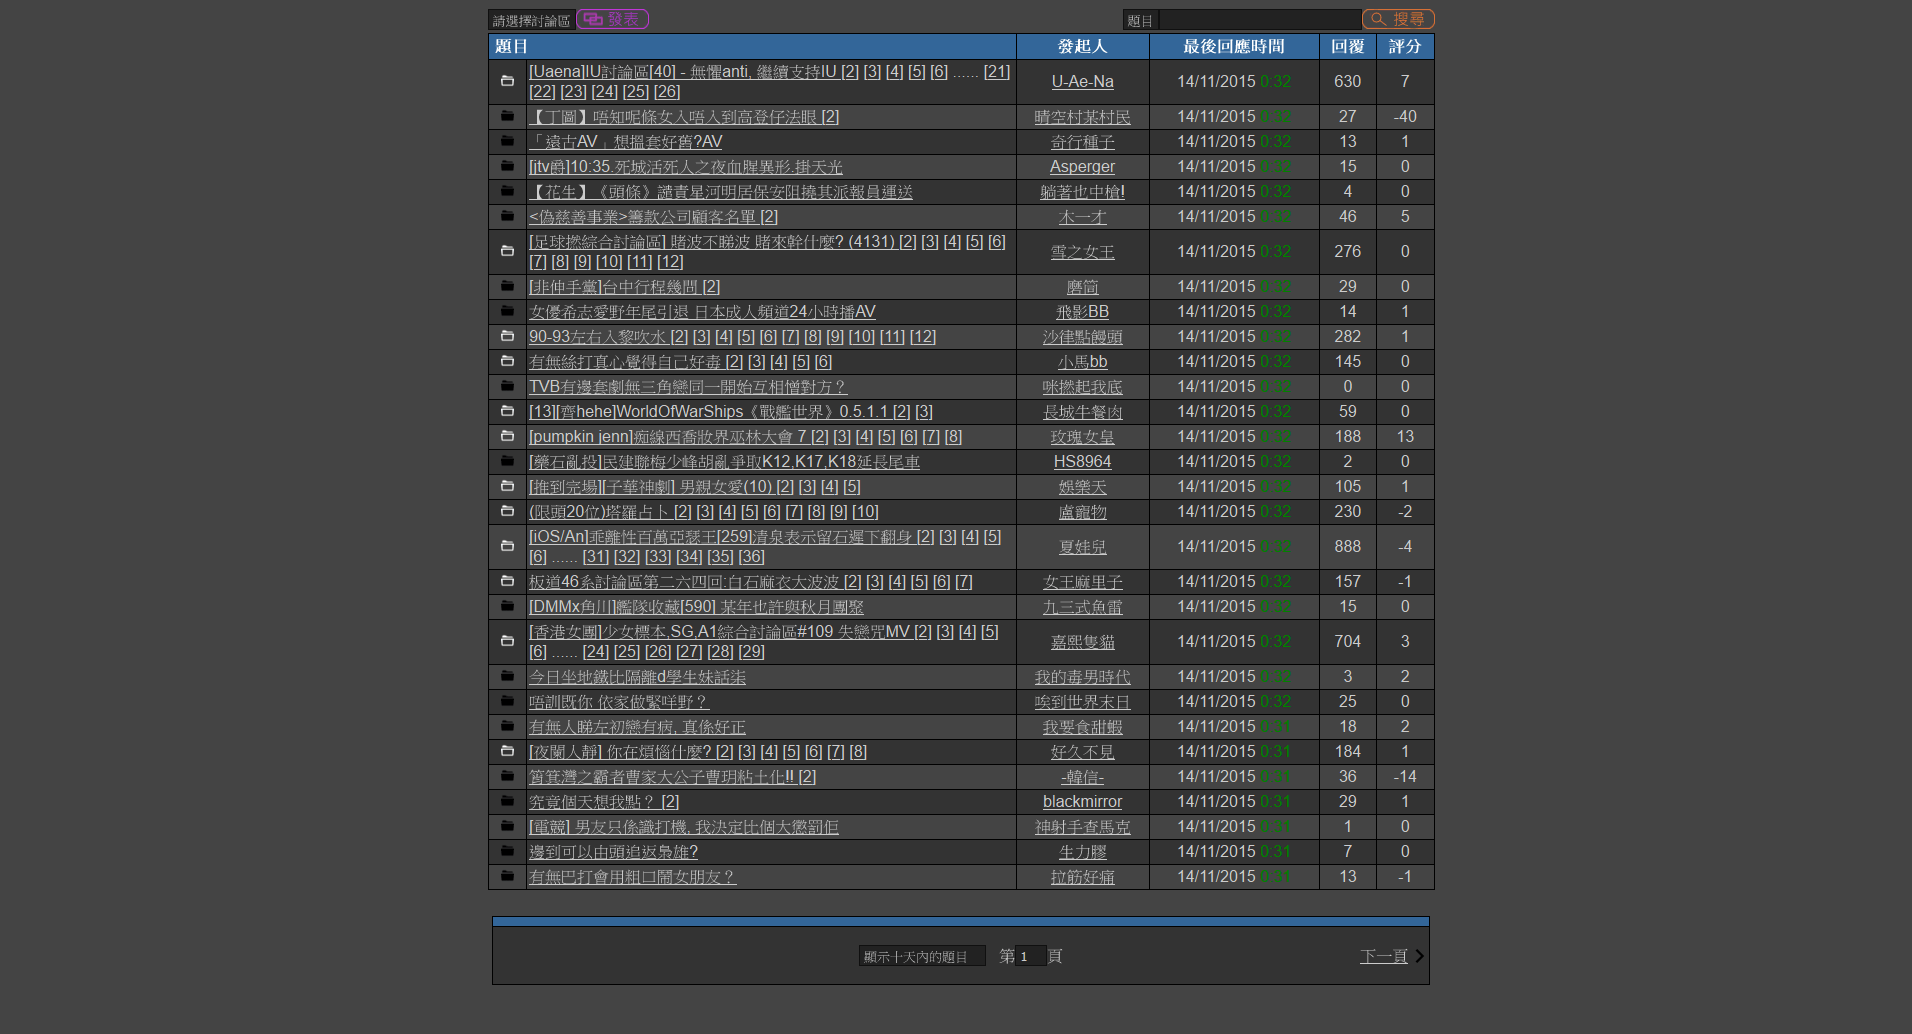 請選擇討論區 發表 題目 搜尋
題目 發起人 最後回應時間 回覆 評分
[Uaena]IU討論區[40] - 無懼anti, 繼續支持IU [2] [3] [4] [5] [6] ...... [21]
[22] [23] [24] [25] [26] U-Ae-Na 14/11/2015 0:32 630 7
【丁圖】唔知呢條女入唔入到高登仔法眼 [2] 晴空村某村民 14/11/2015 0:32 27 -40
「遠古AV」想搵套好舊?AV 奇行種子 14/11/2015 0:32 13 1
[jtv爵]10:35.死城活死人之夜血腥異形.掛天光 Asperger 14/11/2015 0:32 15 0
【花生】《頭條》譴責星河明居保安阻撓其派報員運送 躺著也中槍! 14/11/2015 0:32 4 0
<偽慈善事業>籌款公司顧客名單 [2] 木一才 14/11/2015 0:32 46 5
[足球撚綜合討論區] 賭波不睇波 賭來幹什麼? (4131) [2] [3] [4] [5] [6]
[7] [8] [9] [10] [11] [12] 雪之女王 14/11/2015 0:32 276 0
[非伸手黨]台中行程幾問 [2] 磨筒 14/11/2015 0:32 29 0
女優希志愛野年尾引退 日本成人頻道24小時播AV 飛影BB 14/11/2015 0:32 14 1
90-93左右入黎吹水 [2] [3] [4] [5] [6] [7] [8] [9] [10] [11] [12] 沙律點饅頭 14/11/2015 0:32 282 1
有無絲打真心覺得自己好毒 [2] [3] [4] [5] [6] 小馬bb 14/11/2015 0:32 145 0
TVB有邊套劇無三角戀同一開始互相憎對方？ 咪撚起我底 14/11/2015 0:32 0 0
[13][齊hehe]WorldOfWarShips《戰艦世界》0.5.1.1 [2] [3] 長城牛餐肉 14/11/2015 0:32 59 0
[pumpkin jenn]痴線西喬妝界巫林大會 7 [2] [3] [4] [5] [6] [7] [8] 玫瑰女皇 14/11/2015 0:32 188 13
[藥石亂投]民建聯梅少峰胡亂爭取K12,K17,K18延長尾車 HS8964 14/11/2015 0:32 2 0
[推到完場][子華神劇] 男親女愛(10) [2] [3] [4] [5] 娛樂天 14/11/2015 0:32 105 1
(限頭20位)塔羅占卜 [2] [3] [4] [5] [6] [7] [8] [9] [10] 盧寵物 14/11/2015 0:32 230 -2
[iOS/An]乖離性百萬亞瑟王[259]清泉表示留石遲下翻身 [2] [3] [4] [5]
[6] ...... [31] [32] [33] [34] [35] [36] 夏娃兒 14/11/2015 0:32 888 -4
板道46系討論區第二六四回:白石麻衣大波波 [2] [3] [4] [5] [6] [7] 女王麻里子 14/11/2015 0:32 157 -1
[DMMx角川]艦隊收藏[590] 某年也許與秋月團聚 九三式魚雷 14/11/2015 0:32 15 0
[香港女團]少女標本,SG,A1綜合討論區#109 失戀咒MV [2] [3] [4] [5]
[6] ...... [24] [25] [26] [27] [28] [29] 嘉熙隻貓 14/11/2015 0:32 704 3
今日坐地鐵比隔離d學生妹話柒 我的毒男時代 14/11/2015 0:32 3 2
唔訓既你 依家做緊咩野？ 唉到世界末日 14/11/2015 0:32 25 0
有無人睇左初戀有病, 真係好正 我要食甜蝦 14/11/2015 0:31 18 2
[夜闌人靜] 你在煩惱什麼? [2] [3] [4] [5] [6] [7] [8] 好久不見 14/11/2015 0:31 184 1
筲箕灣之霸者曹家大公子曹玥粘土化!! [2] -韓信- 14/11/2015 0:31 36 -14
究竟個天想我點？ [2] blackmirror 14/11/2015 0:31 29 1
[電競] 男友只係識打機, 我決定比個大懲罰佢 神射手查馬克 14/11/2015 0:31 1 0
邊到可以由頭追返梟雄? 生力膠 14/11/2015 0:31 7 0
有無巴打會用粗口鬧女朋友？ 拉筋好痛 14/11/2015 0:31 13 -1
顯示十天內的題目 第 1 頁 下一頁